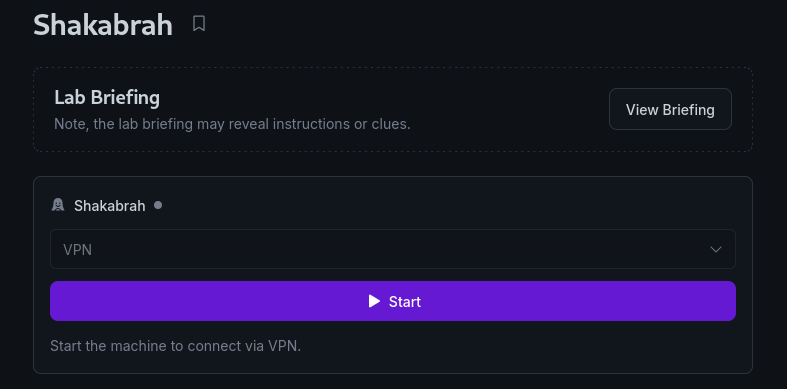 Shakabrah
Lab Briefing
Note, the lab briefing may reveal instructions or clues.
View Briefing
Shakabrah
VPN
Start
Start the machine to connect via VPN.